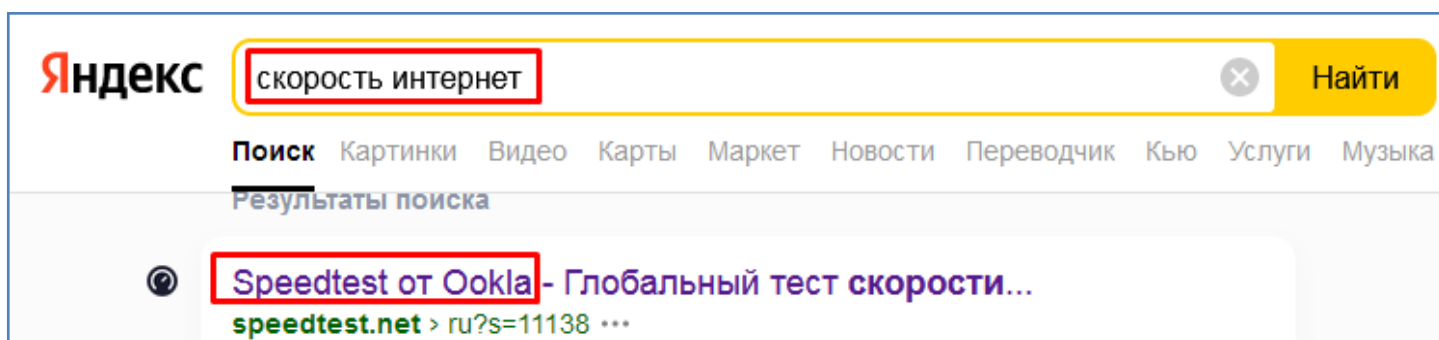 Яндекс скорость интернет Найти
Поиск Картинки Видео Карты Маркет Новости Переводчик Кью Услуги Музыка
Результаты поиска
Speedtest от Ookla - Глобальный тест скорости...
speedtest.net › ru?s=11138 ···